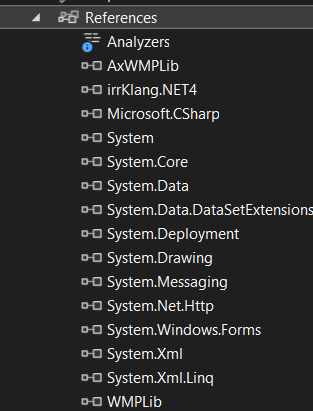 References
Analyzers
AxWMPLib
irrKlang.NET4
Microsoft.CSharp
System
System.Core
System.Data
System.Data.DataSetExtensions
System.Deployment
System.Drawing
System.Messaging
System.Net.Http
System.Windows.Forms
System.Xml
System.Xml.Linq
WMPLib